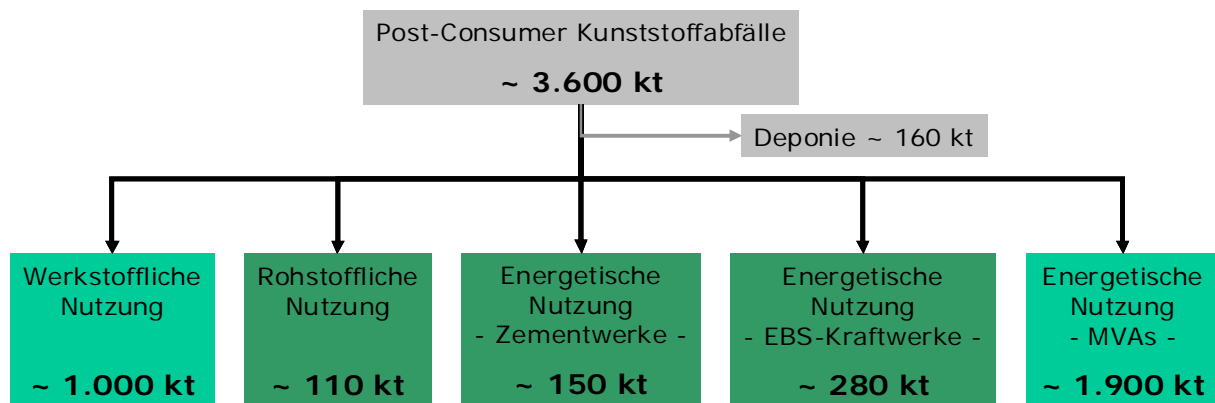 Post-Consumer Kunststoffabfälle
~ 3.600 kt
Deponie ~ 160 kt
Werkstoffliche
Nutzung
~ 1.000 kt
Rohstoffliche
Nutzung
~ 110 kt
Energetische
Nutzung
- Zementwerke -
~ 150 kt
Energetische
Nutzung
- EBS-Kraftwerke -
~ 280 kt
Energetische
Nutzung
- MVAs -
~ 1.900 kt